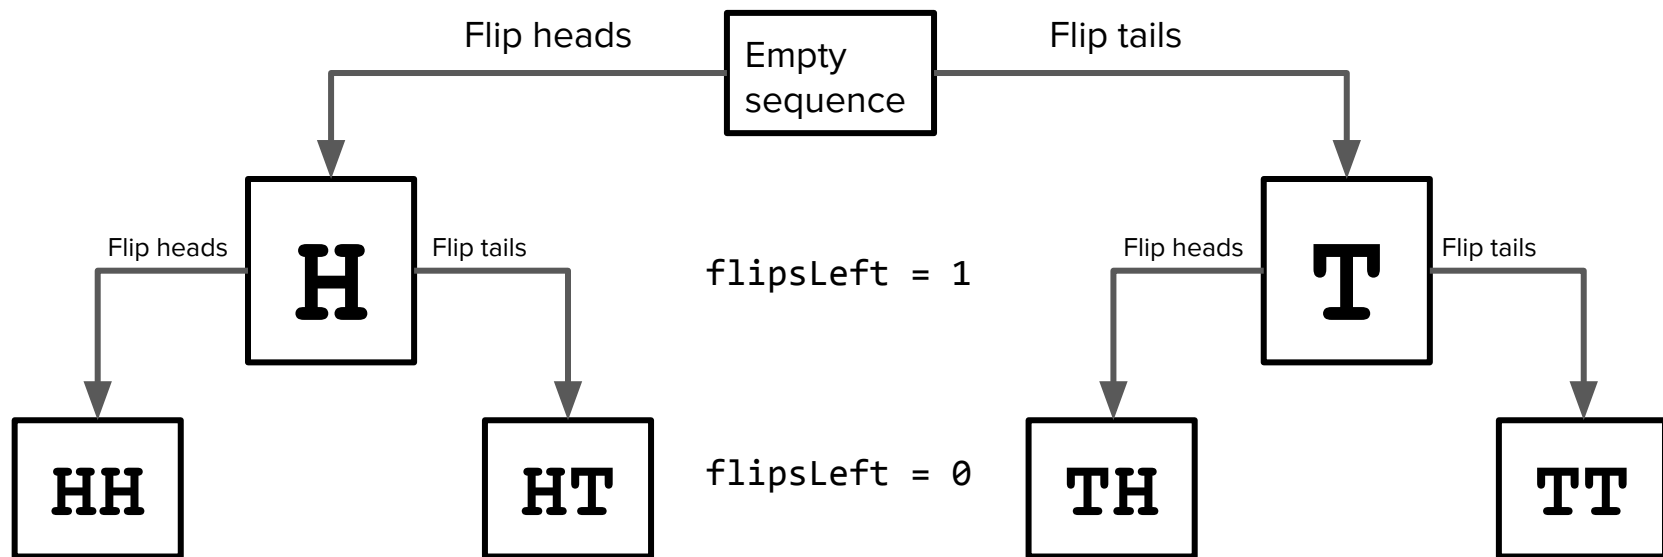 Flip heads
Empty
sequence
Flip tails
Flip heads
H
Flip tails
flipsLeft = 1
Flip heads
T
Flip tails
HH
HT
flipsLeft = 0
TH
TT